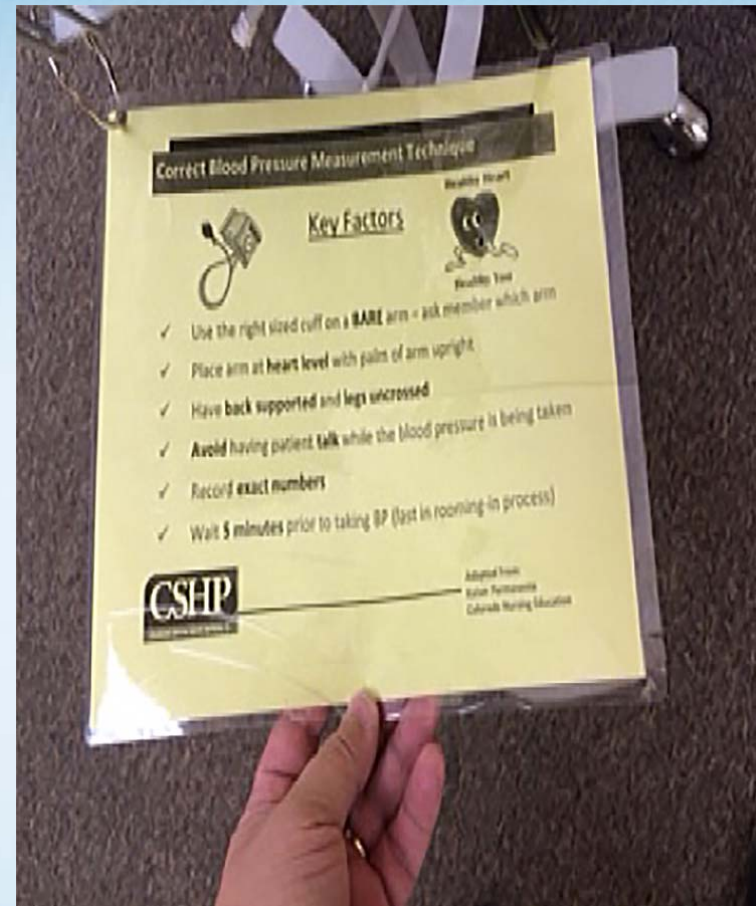 Correct Blood Pressure Measurement Technique
Healthy Heart
Key Factors
Healthy You
✓ Use the right sized cuff on a BARE arm – ask member which arm
✓ Place arm at heart level with palm of arm upright
✓ Have back supported and legs uncrossed
✓ Avoid having patient talk while the blood pressure is being taken
✓ Record exact numbers
✓ Wait 5 minutes prior to taking BP (last in rooming-in process)
CSHP
Adapted From:
Kaiser Permanente
Colorado Nursing Education